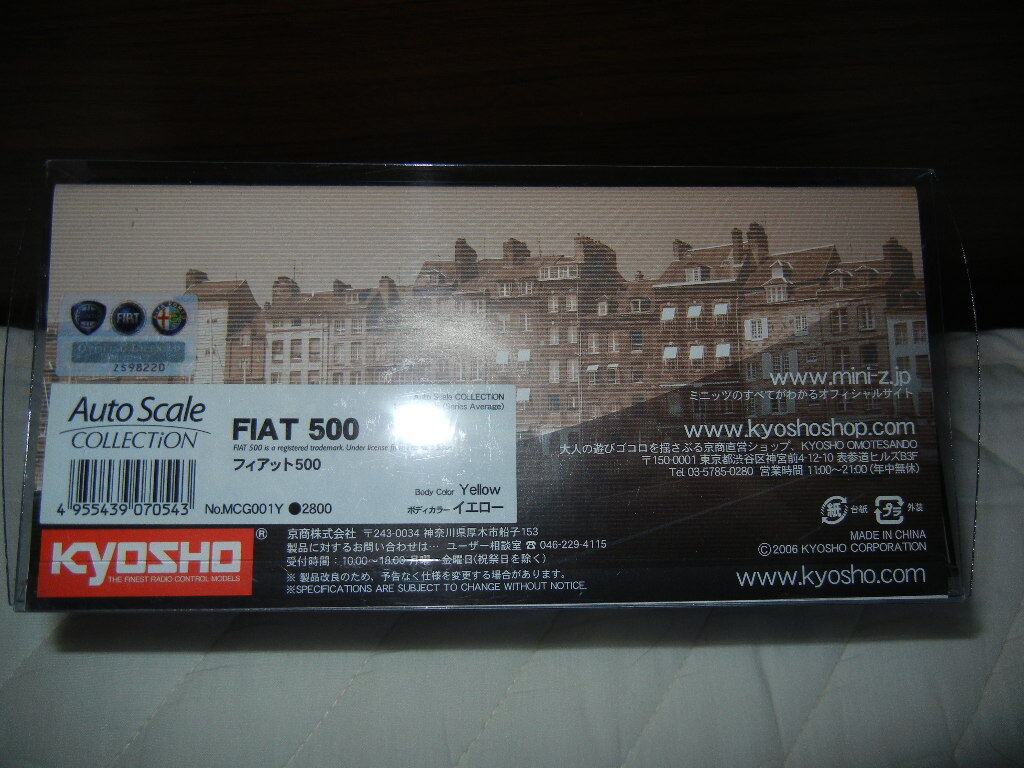 FIAT
ZS9822D
Auto Scale
COLLECTiON
4 955439 070543
Auto Scale COLLECTiON
(Series Average)
FIAT 500
FIAT 500 is a registered trademark. Under license
フィアット500
Body Color Yellow
No.MCG001Y ●2800 ボディカラー イエロー
www.mini-z.jp
ミニッツのすべてがわかるオフィシャルサイト
www.kyoshoshop.com
大人の遊びゴコロを揺さぶる京商直営ショップ、KYOSHO OMOTESANDO
〒150-0001 東京都渋谷区神宮前4-12-10 表参道ヒルズB3F
Tel 03-5785-0280 営業時間 11:00~21:00 (年中無休)
紙 台紙 プラ 外装
MADE IN CHINA
©2006 KYOSHO CORPORATION
www.kyosho.com
KYOSHO ®
THE FINEST RADIO CONTROL MODELS
京商株式会社 〒243-0034 神奈川県厚木市船子153
製品に対するお問い合わせは… ユーザー相談室 ☎ 046-229-4115
受付時間:10:00~18:00 月曜~金曜日(祝祭日を除く)
※ 製品改良のため、予告なく仕様を変更する場合があります。
※SPECIFICATIONS ARE SUBJECT TO CHANGE WITHOUT NOTICE.